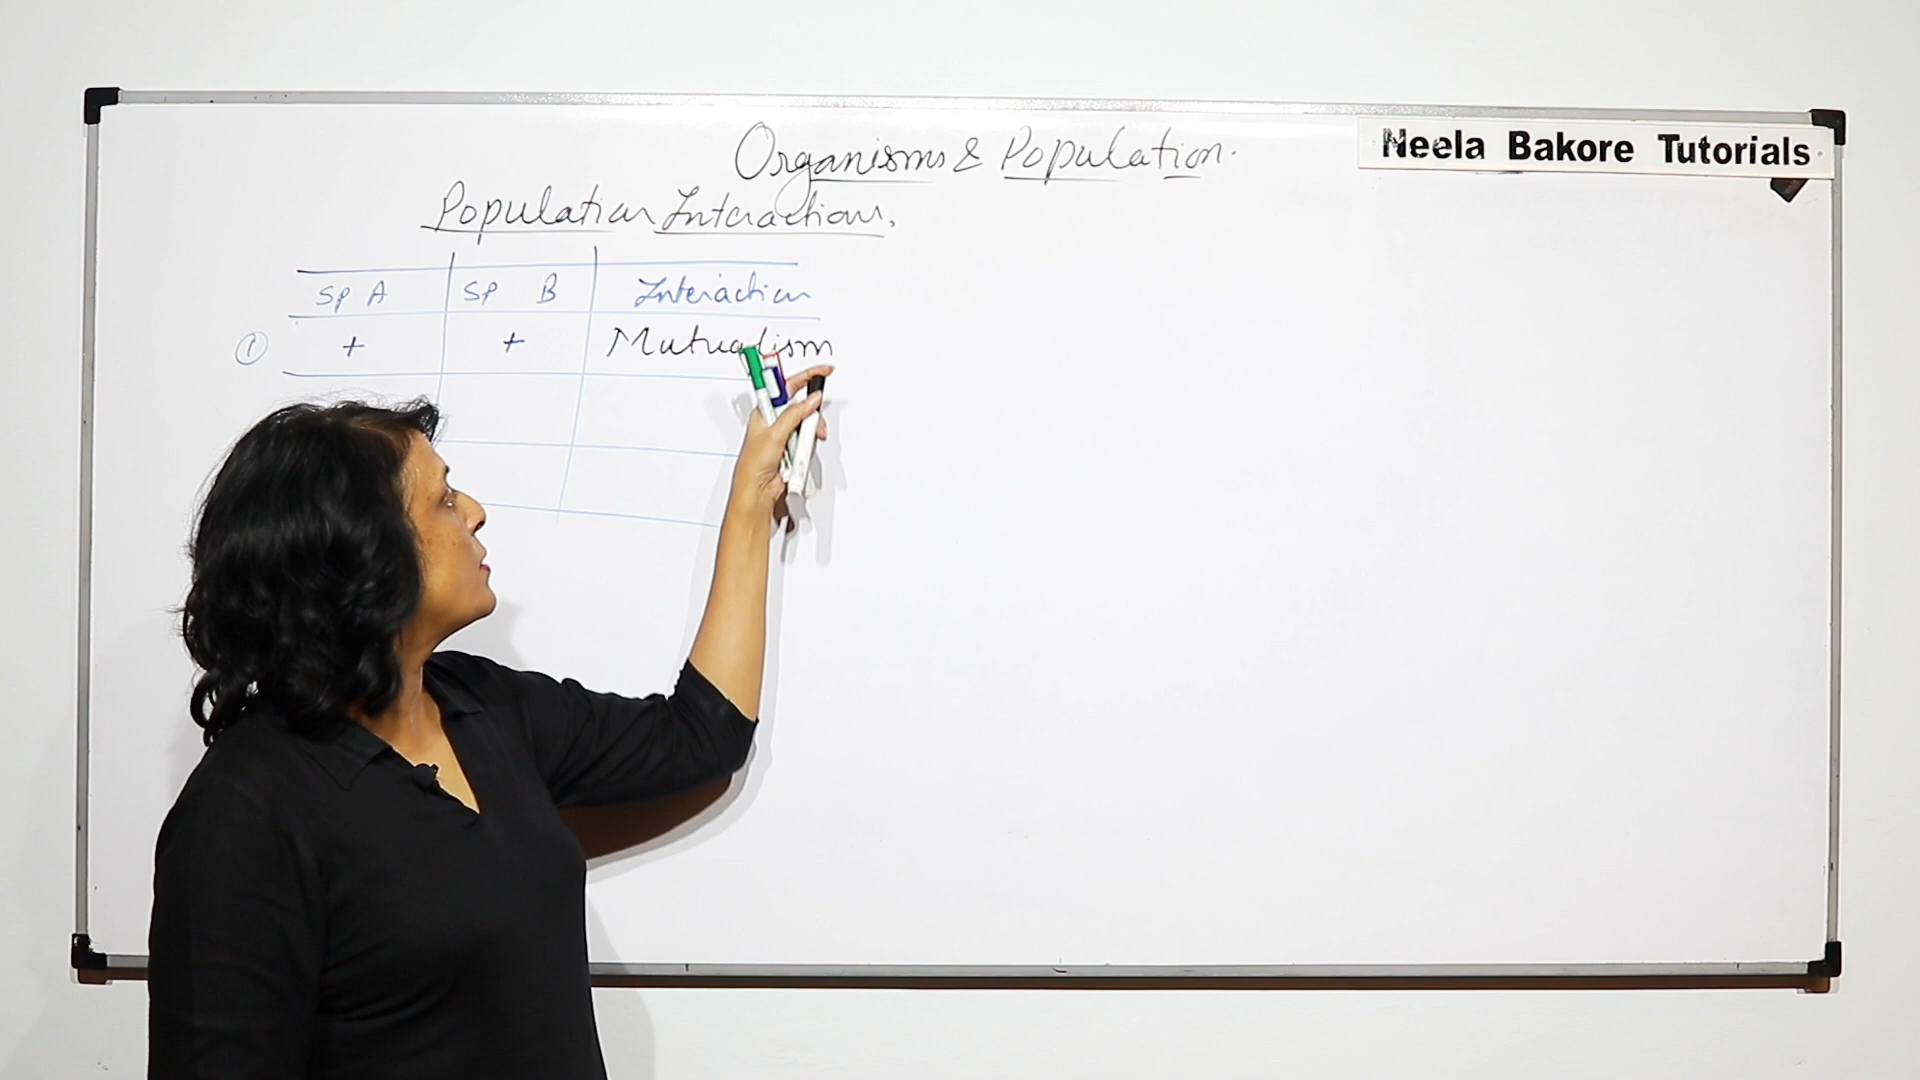 Organisms & Population.
Neela Bakore Tutorials
Population Interactions.
Sp A Sp B Interaction
① + + Mutualism